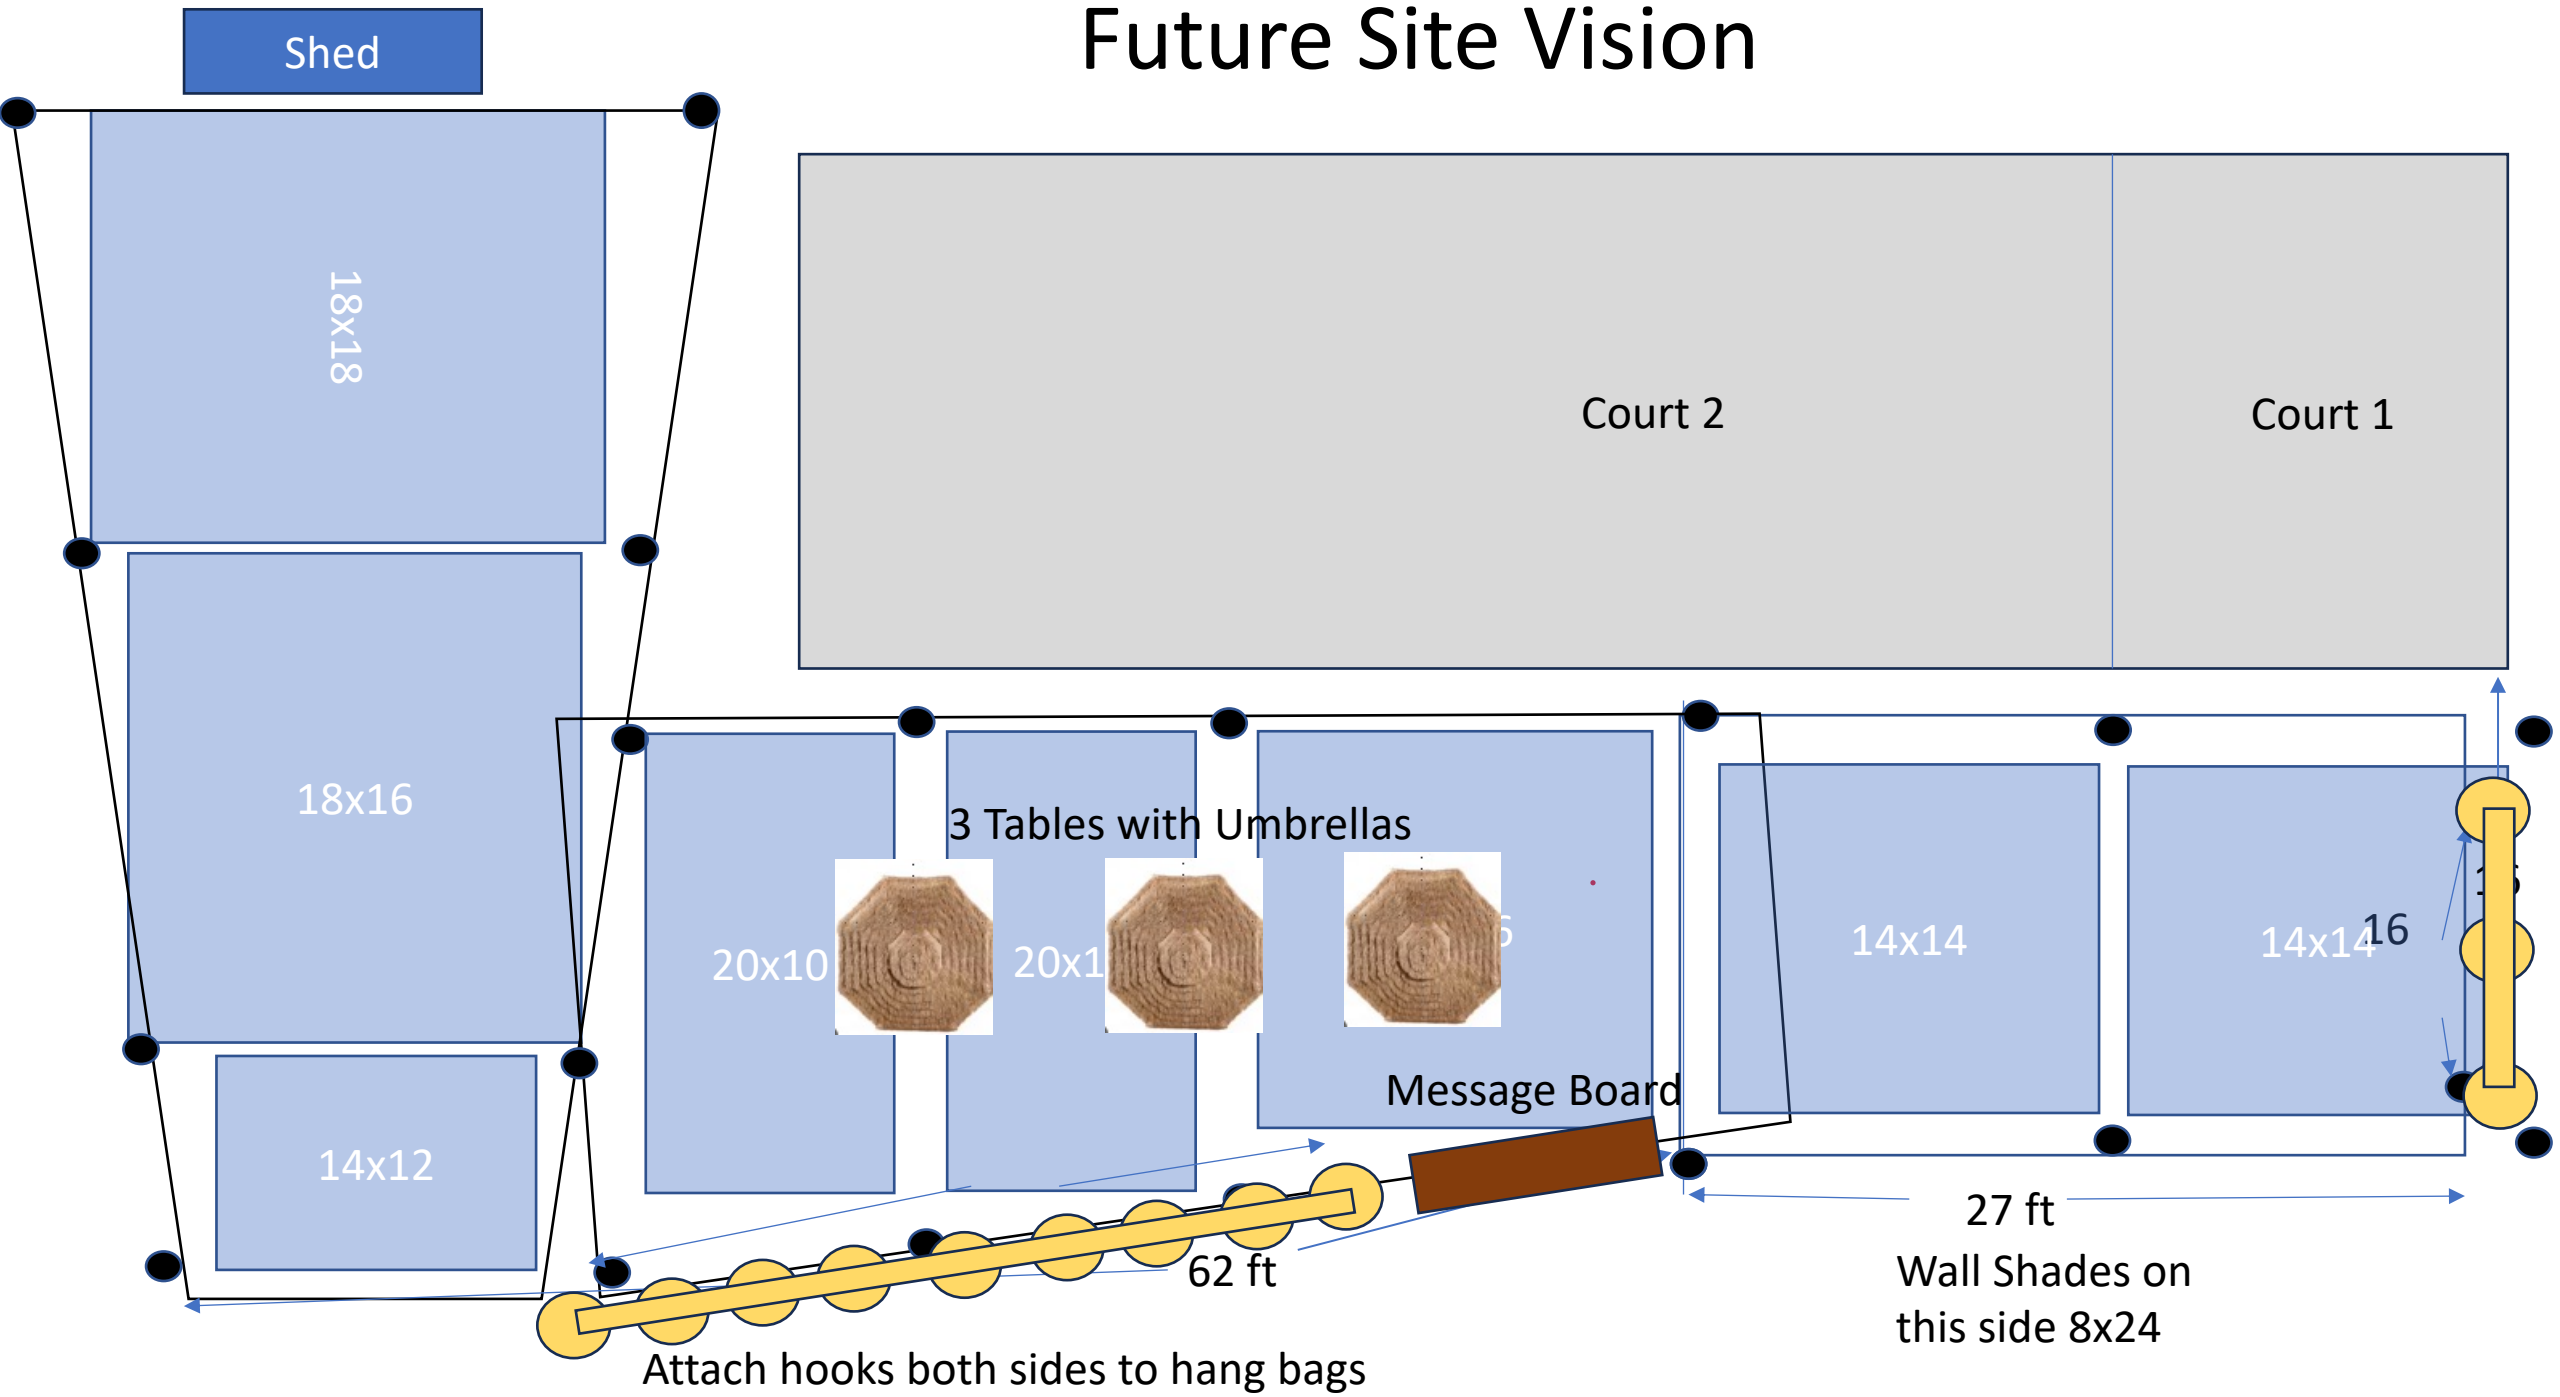 Future Site Vision
Shed
18x18
Court 2
Court 1
18x16
3 Tables with Umbrellas
20x10
20x1
14x14
14x14
16
Message Board
14x12
27 ft
62 ft
Wall Shades on
this side 8x24
Attach hooks both sides to hang bags